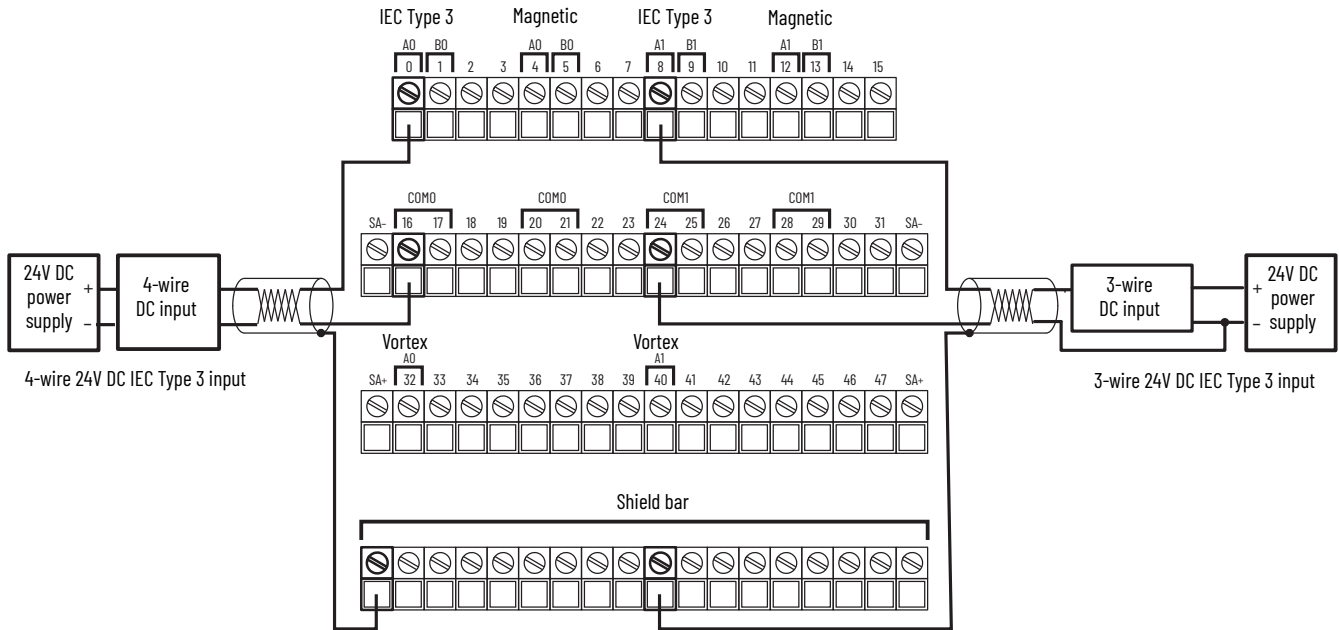 IEC Type 3 Magnetic IEC Type 3 Magnetic
A0 B0 A0 B0 A1 B1 A1 B1
0 1 2 3 4 5 6 7 8 9 10 11 12 13 14 15
COM0 COM0 COM1 COM1
SA- 16 17 18 19 20 21 22 23 24 25 26 27 28 29 30 31 SA-
24V DC
power
supply
+
–
4-wire
DC input
3-wire
DC input
24V DC
power
supply
+
–
4-wire 24V DC IEC Type 3 input
3-wire 24V DC IEC Type 3 input
Vortex Vortex
A0 A1
SA+ 32 33 34 35 36 37 38 39 40 41 42 43 44 45 46 47 SA+
Shield bar